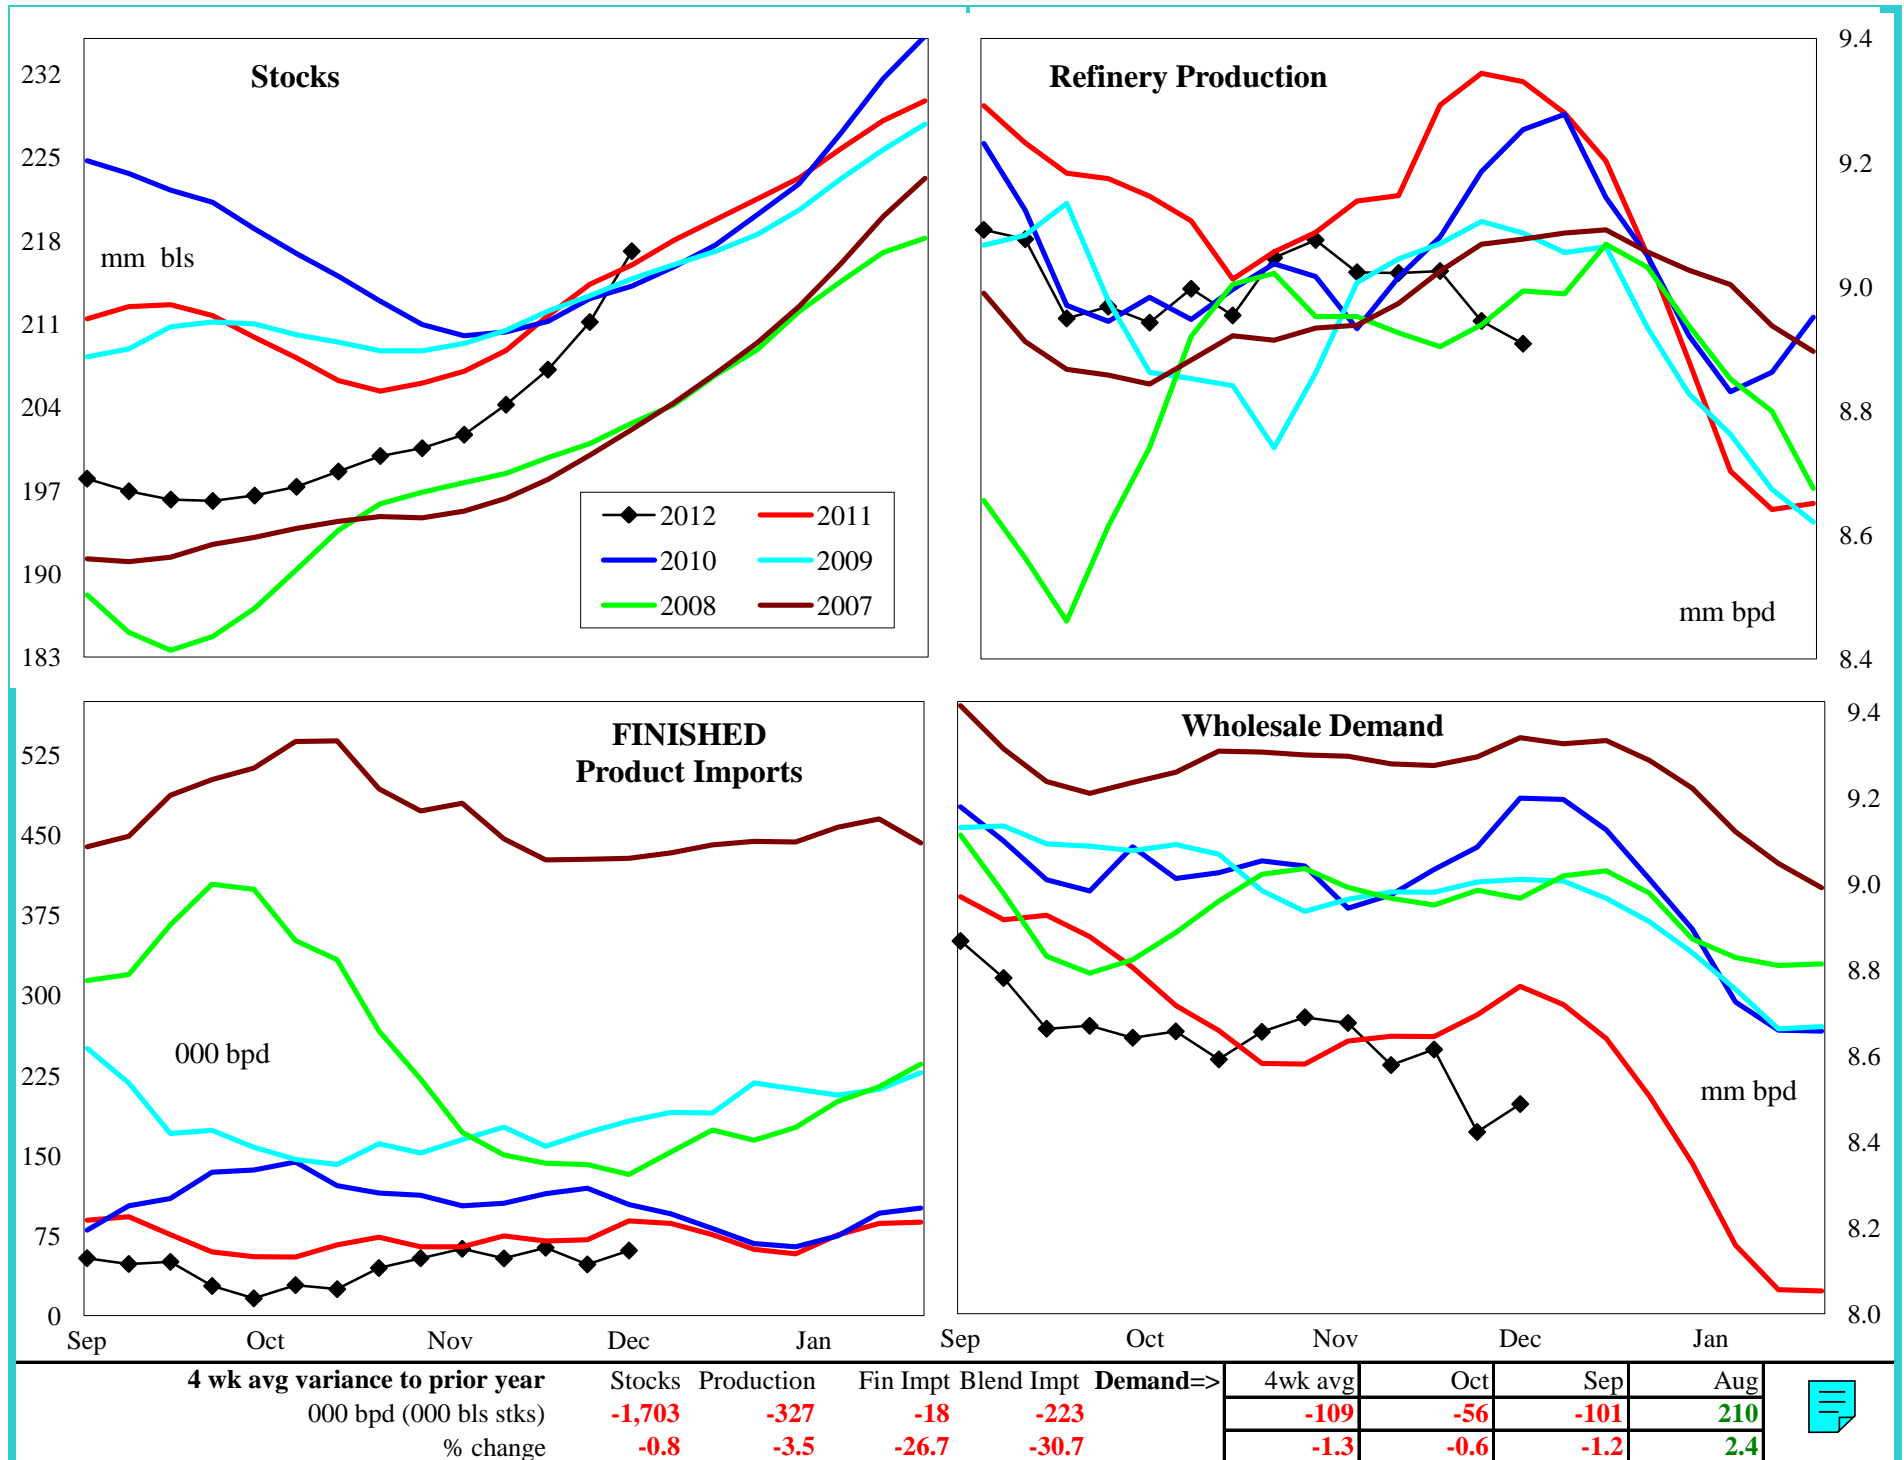 Stocks
232
225
218
211
204
197
190
183
mm bls
2012
2011
2010
2009
2008
2007
Refinery Production
9.4
9.2
9.0
8.8
8.6
8.4
mm bpd
FINISHED
Product Imports
525
450
375
300
225
150
75
0
000 bpd
Sep Oct Nov Dec Jan
Wholesale Demand
9.4
9.2
9.0
8.8
8.6
8.4
8.2
8.0
mm bpd
Sep Oct Nov Dec Jan
4 wk avg variance to prior year Stocks Production Fin Impt Blend Impt Demand=> 4wk avg Oct Sep Aug
000 bpd (000 bls stks) -1,703 -327 -18 -223 -109 -56 -101 210
% change -0.8 -3.5 -26.7 -30.7 -1.3 -0.6 -1.2 2.4